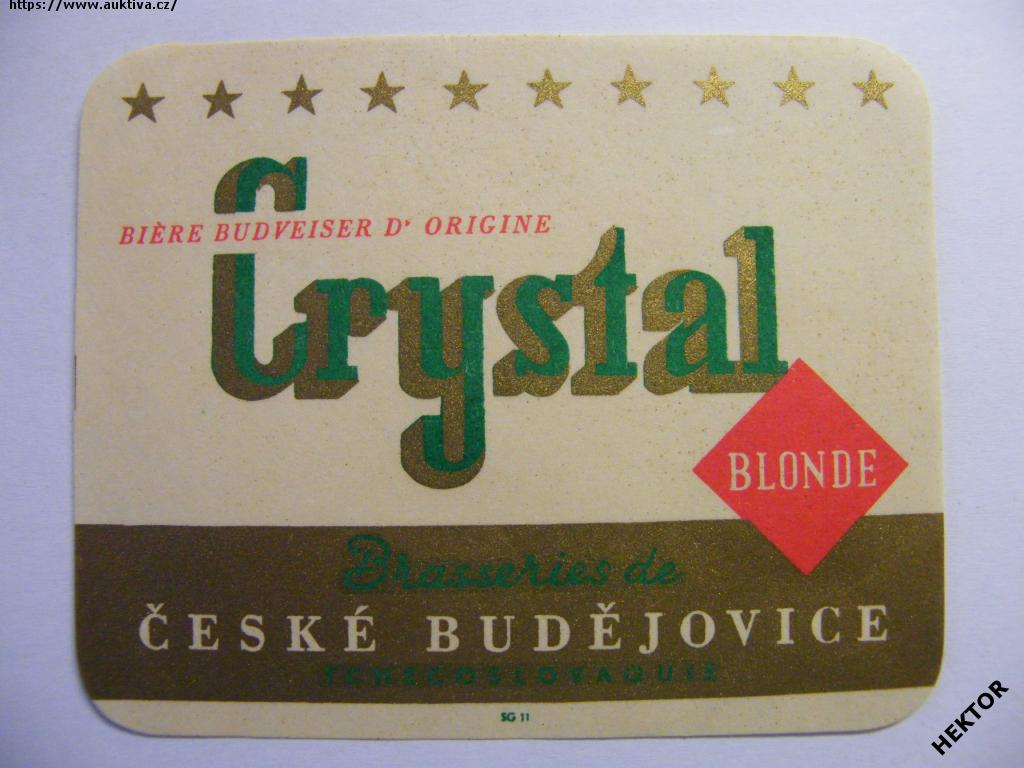 https://www.auktiva.cz/
BIÈRE BUDVEISER D' ORIGINE
Crystal
BLONDE
Brasseries de
ČESKÉ BUDĚJOVICE
TCHECOSLOVAQUIE
SG 11
HEKTOR